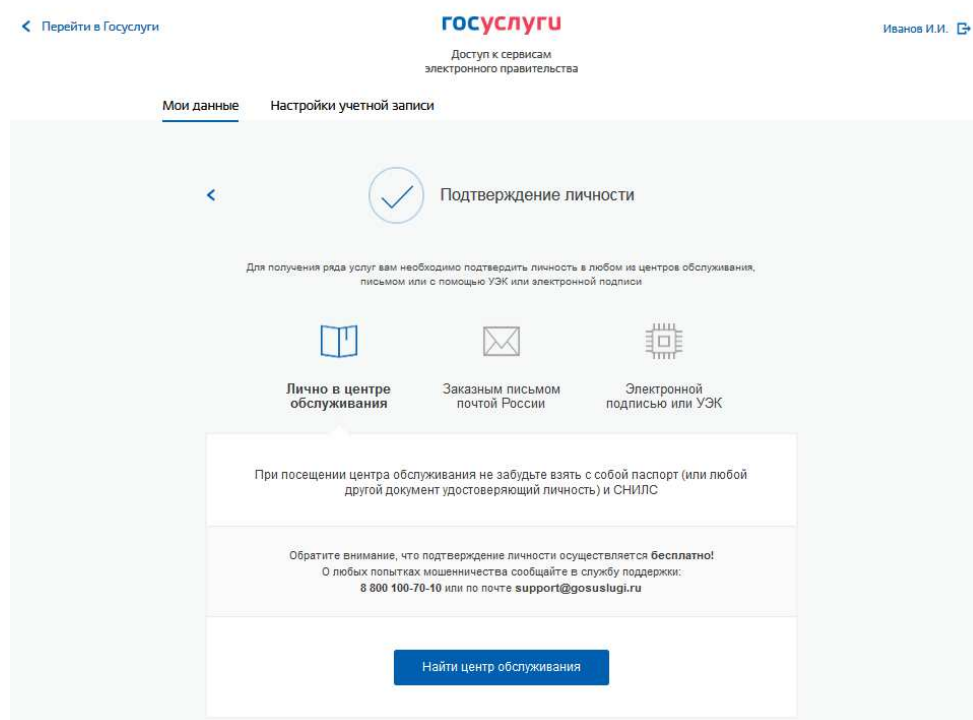 Перейти в Госуслуги
госуслуги
Иванов И.И.
Доступ к сервисам
электронного правительства
Мои данные
Настройки учетной записи
Подтверждение личности
Для получения ряда услуг вам необходимо подтвердить личность в любом из центров обслуживания,
письмом или с помощью УЭК или электронной подписи
Лично в центре
обслуживания
Заказным письмом
почтой России
Электронной
подписью или УЭК
При посещении центра обслуживания не забудьте взять с собой паспорт (или любой
другой документ удостоверяющий личность) и СНИЛС
Обратите внимание, что подтверждение личности осуществляется бесплатно!
О любых попытках мошенничества сообщайте в службу поддержки:
8 800 100-70-10 или по почте support@gosuslugi.ru
Найти центр обслуживания